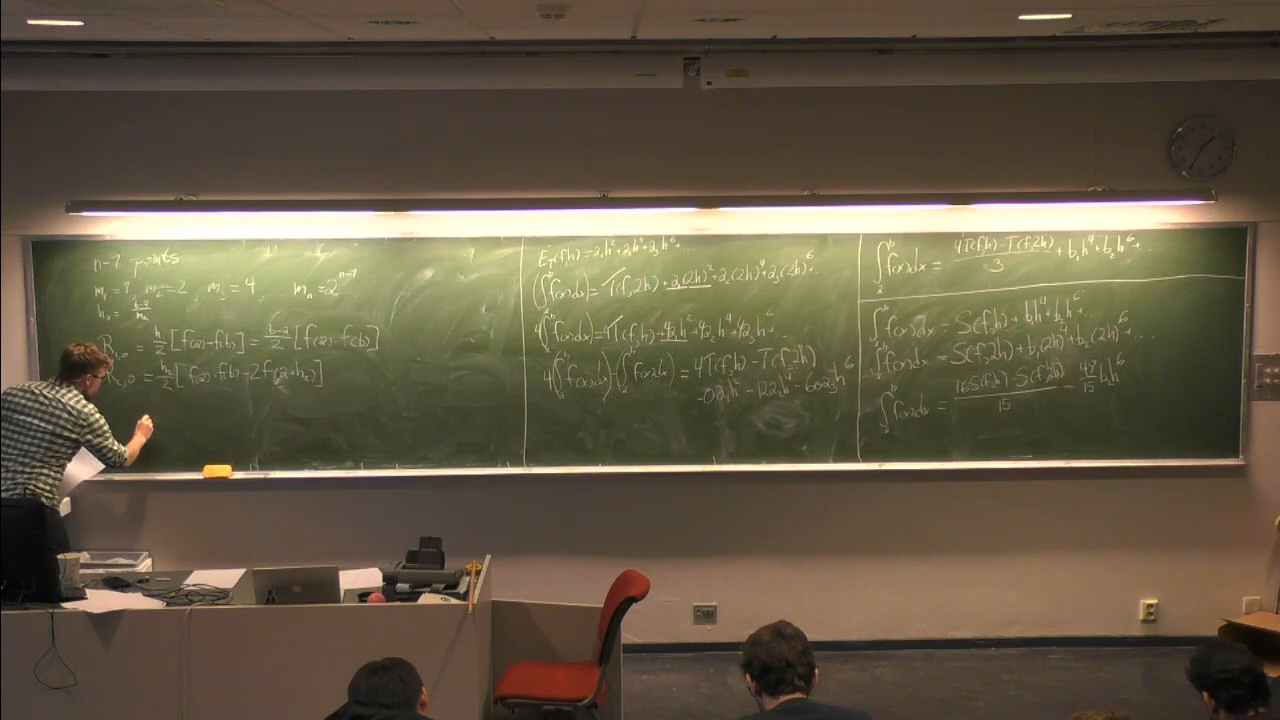 n-1 points
m₁ = 1, m₂ = 2, m₃ = 4, mₙ = 2ⁿ⁻¹
hₖ = (b-a)/mₖ
R₁,₀ = h/2 [f(a) - f(b)] = (b-a)/2 [f(a) - f(b)]
R₂,₀ = h₂/2 [f(a) - f(b) - 2f(a+h₂)]
E_T(f,h) = a₁h² + a₂h⁴ + a₃h⁶ + ...
∫ₐᵇ f(x)dx = T(f,2h) + a₁(2h)² + a₂(2h)⁴ + a₃(2h)⁶ ...
4∫ₐᵇ f(x)dx = 4T(f,h) + 4a₁h² + 4a₂h⁴ + 4a₃h⁶ ...
4(∫ₐᵇ f(x)dx) - ∫ₐᵇ f(x)dx = 4T(f,h) - T(f,2h)
-0a₁h² - 12a₂h⁴ - 60a₃h⁶
∫ₐᵇ f(x)dx = (4T(f,h) - T(f,2h))/3 + b₁h⁴ + b₂h⁶ + ...
∫ₐᵇ f(x)dx = S(f,h) + b₁h⁴ + b₂h⁶ + ...
∫ₐᵇ f(x)dx = S(f,2h) + b₁(2h)⁴ + b₂(2h)⁶ + ...
∫ₐᵇ f(x)dx = (16S(f,h) - S(f,2h))/15 - 48/15 b₂h⁶